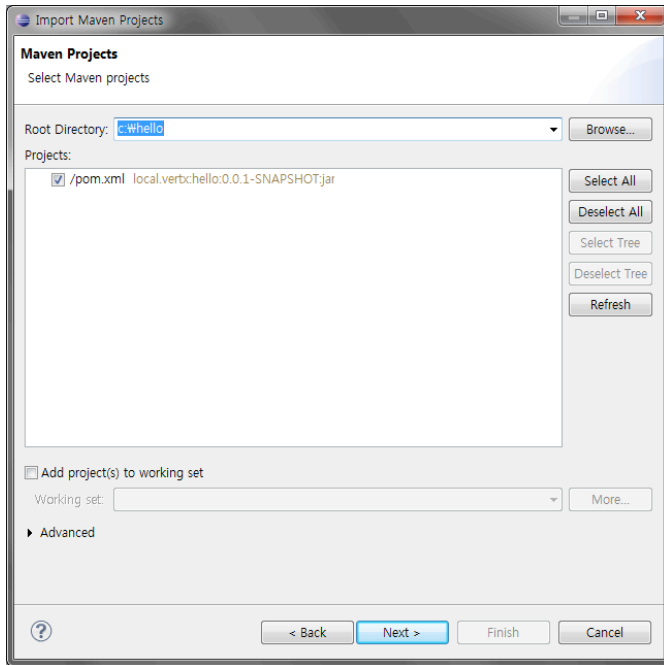 Import Maven Projects
Maven Projects
Select Maven projects
Root Directory: c:₩hello
Browse...
Projects:
/pom.xml local.vertx:hello:0.0.1-SNAPSHOT:jar
Select All
Deselect All
Select Tree
Deselect Tree
Refresh
Add project(s) to working set
Working set:
More...
Advanced
< Back
Next >
Finish
Cancel